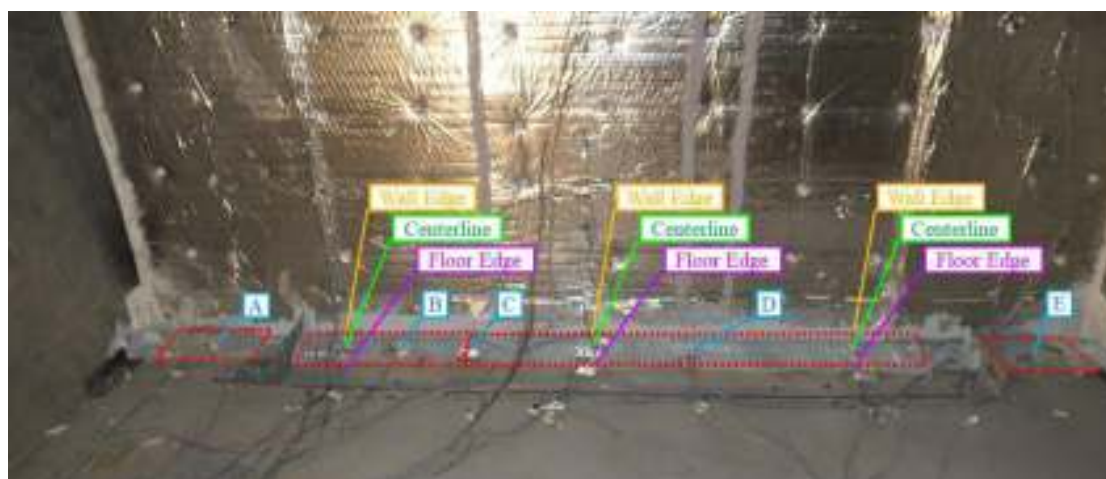 Wall Edge
Wall Edge
Wall Edge
Centerline
Centerline
Centerline
Floor Edge
Floor Edge
Floor Edge
A
B
C
D
E